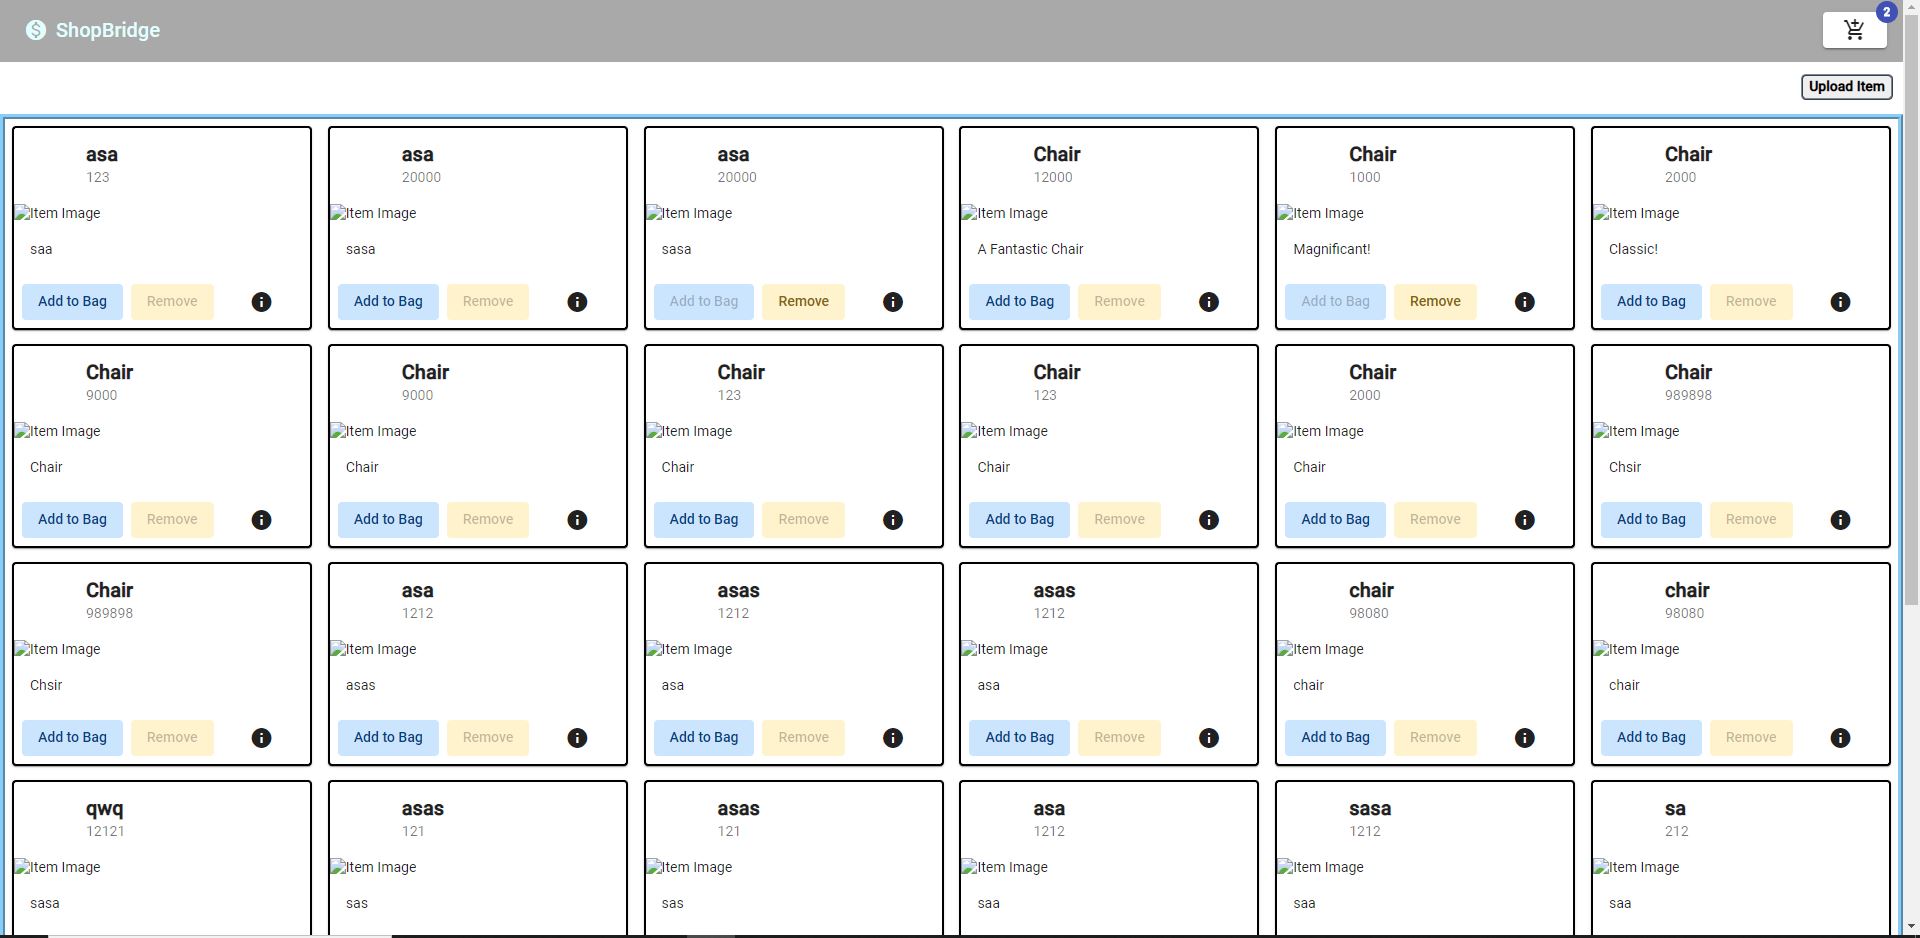 ShopBridge
2
Upload Item
asa
123
Item Image
saa
Add to Bag Remove
asa
20000
Item Image
sasa
Add to Bag Remove
asa
20000
Item Image
sasa
Add to Bag Remove
Chair
12000
Item Image
A Fantastic Chair
Add to Bag Remove
Chair
1000
Item Image
Magnificant!
Add to Bag Remove
Chair
2000
Item Image
Classic!
Add to Bag Remove
Chair
9000
Item Image
Chair
Add to Bag Remove
Chair
9000
Item Image
Chair
Add to Bag Remove
Chair
123
Item Image
Chair
Add to Bag Remove
Chair
123
Item Image
Chair
Add to Bag Remove
Chair
2000
Item Image
Chair
Add to Bag Remove
Chair
989898
Item Image
Chsir
Add to Bag Remove
Chair
989898
Item Image
Chsir
Add to Bag Remove
asa
1212
Item Image
asas
Add to Bag Remove
asas
1212
Item Image
asa
Add to Bag Remove
asas
1212
Item Image
asa
Add to Bag Remove
chair
98080
Item Image
chair
Add to Bag Remove
chair
98080
Item Image
chair
Add to Bag Remove
qwq
12121
Item Image
sasa
asas
121
Item Image
sas
asas
121
Item Image
sas
asa
1212
Item Image
saa
sasa
1212
Item Image
saa
sa
212
Item Image
saa